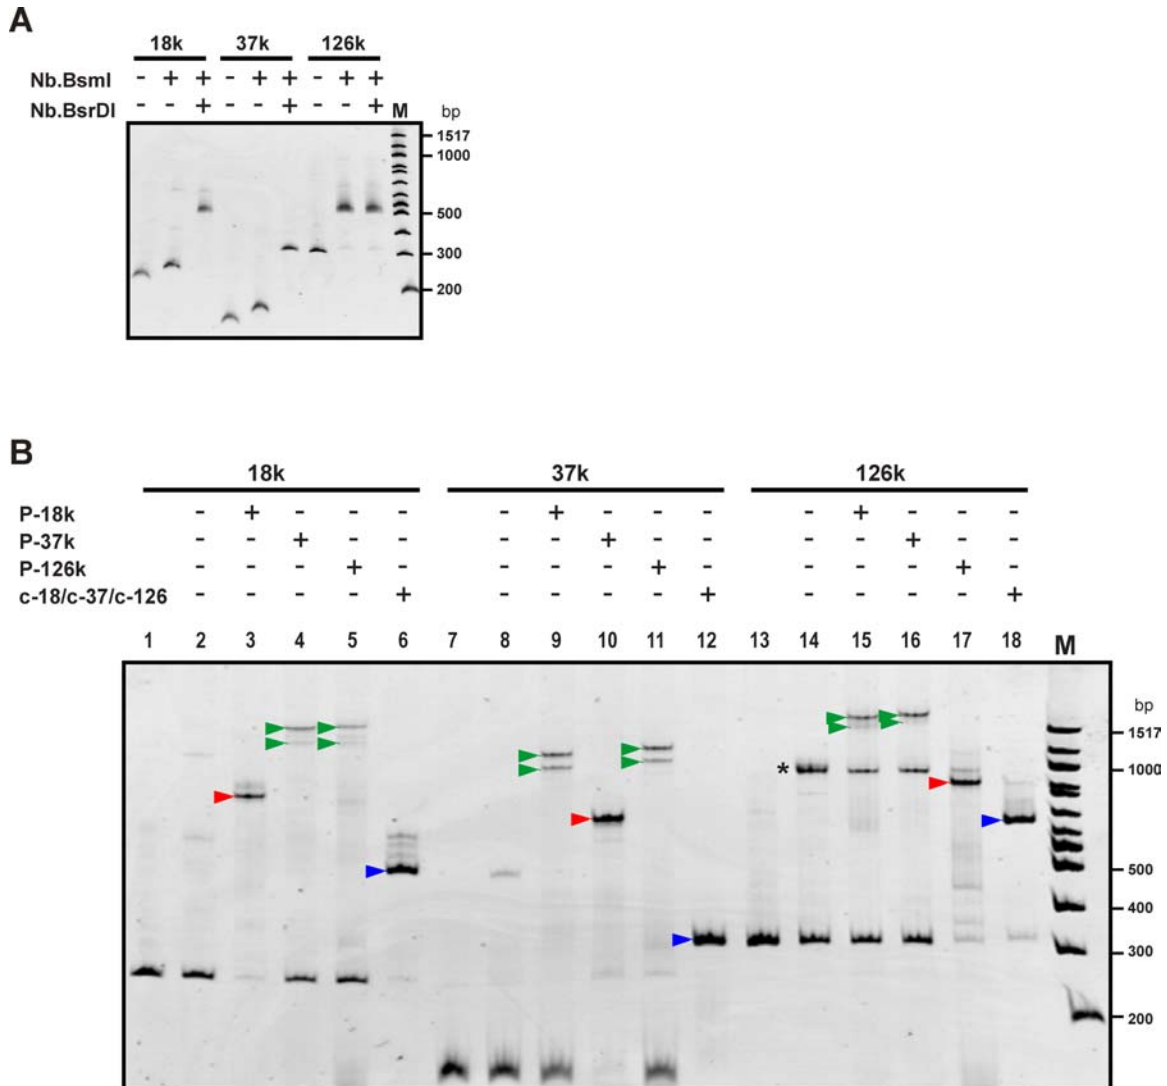 A
18k 37k 126k
Nb.BsmI - + + - + + - + +
Nb.BsrDI - - + - - + - - + M bp
1517
1000
500
300
200
B
18k 37k 126k
P-18k - + - - - - + - - - - + - - -
P-37k - - + - - - - + - - - - + - -
P-126k - - - + - - - - + - - - - + -
c-18/c-37/c-126 - - - - + - - - - + - - - - +
1 2 3 4 5 6 7 8 9 10 11 12 13 14 15 16 17 18 M
bp
1517
* 1000
500
400
300
200